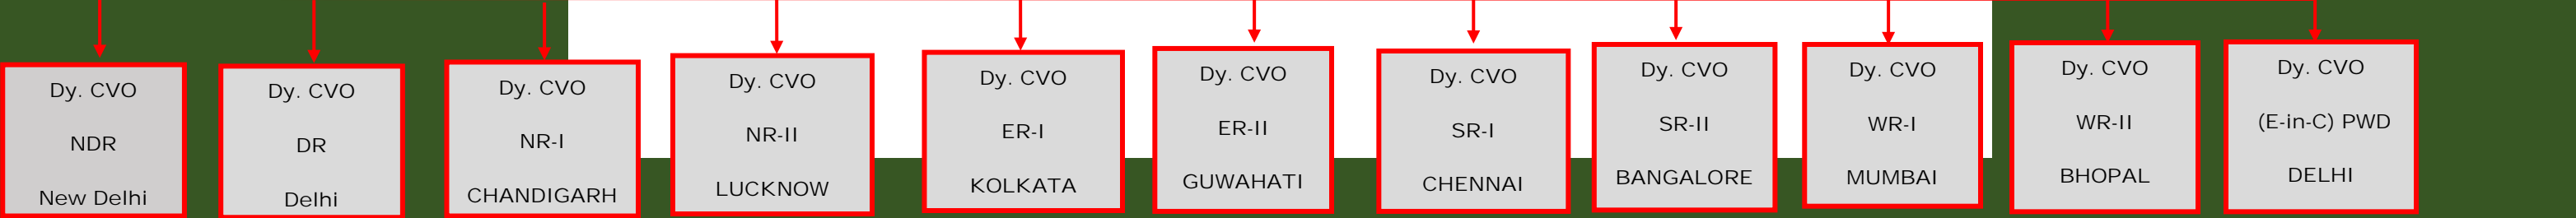 Dy. CVO
NDR
New Delhi
Dy. CVO
DR
Delhi
Dy. CVO
NR-I
CHANDIGARH
Dy. CVO
NR-II
LUCKNOW
Dy. CVO
ER-I
KOLKATA
Dy. CVO
ER-II
GUWAHATI
Dy. CVO
SR-I
CHENNAI
Dy. CVO
SR-II
BANGALORE
Dy. CVO
WR-I
MUMBAI
Dy. CVO
WR-II
BHOPAL
Dy. CVO
(E-in-C) PWD
DELHI